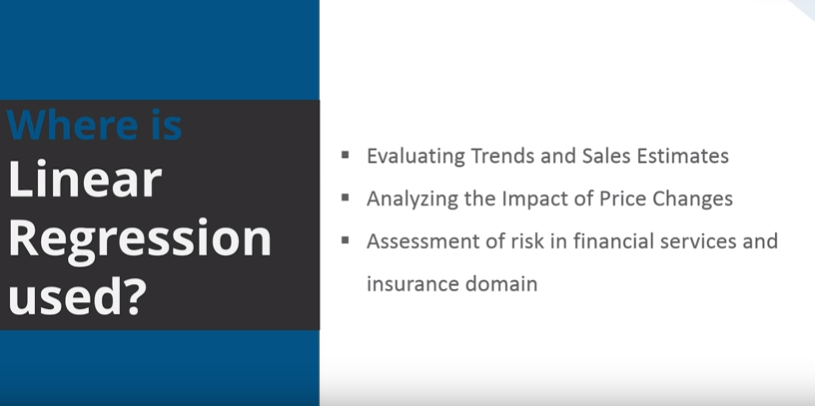 Where is
Linear
Regression
used?
▪ Evaluating Trends and Sales Estimates
▪ Analyzing the Impact of Price Changes
▪ Assessment of risk in financial services and
insurance domain